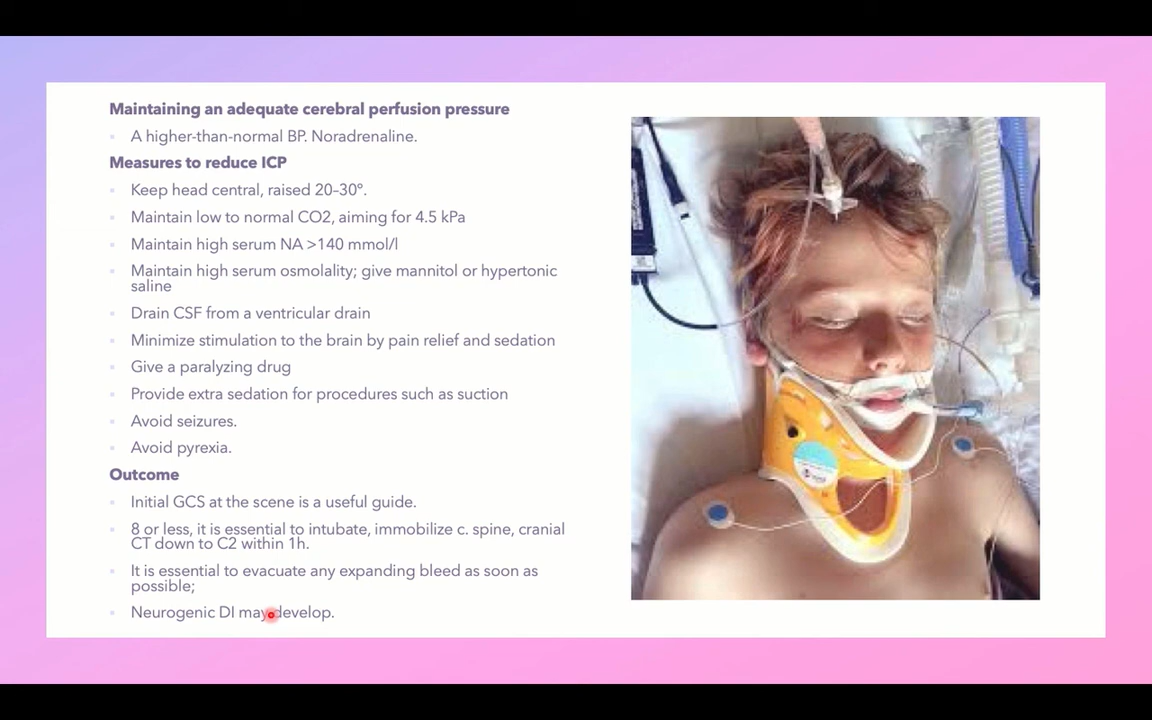 Maintaining an adequate cerebral perfusion pressure
A higher-than-normal BP. Noradrenaline.
Measures to reduce ICP
Keep head central, raised 20–30°.
Maintain low to normal CO2, aiming for 4.5 kPa
Maintain high serum NA >140 mmol/l
Maintain high serum osmolality; give mannitol or hypertonic
saline
Drain CSF from a ventricular drain
Minimize stimulation to the brain by pain relief and sedation
Give a paralyzing drug
Provide extra sedation for procedures such as suction
Avoid seizures.
Avoid pyrexia.
Outcome
Initial GCS at the scene is a useful guide.
8 or less, it is essential to intubate, immobilize c. spine, cranial
CT down to C2 within 1h.
It is essential to evacuate any expanding bleed as soon as
possible;
Neurogenic DI may develop.